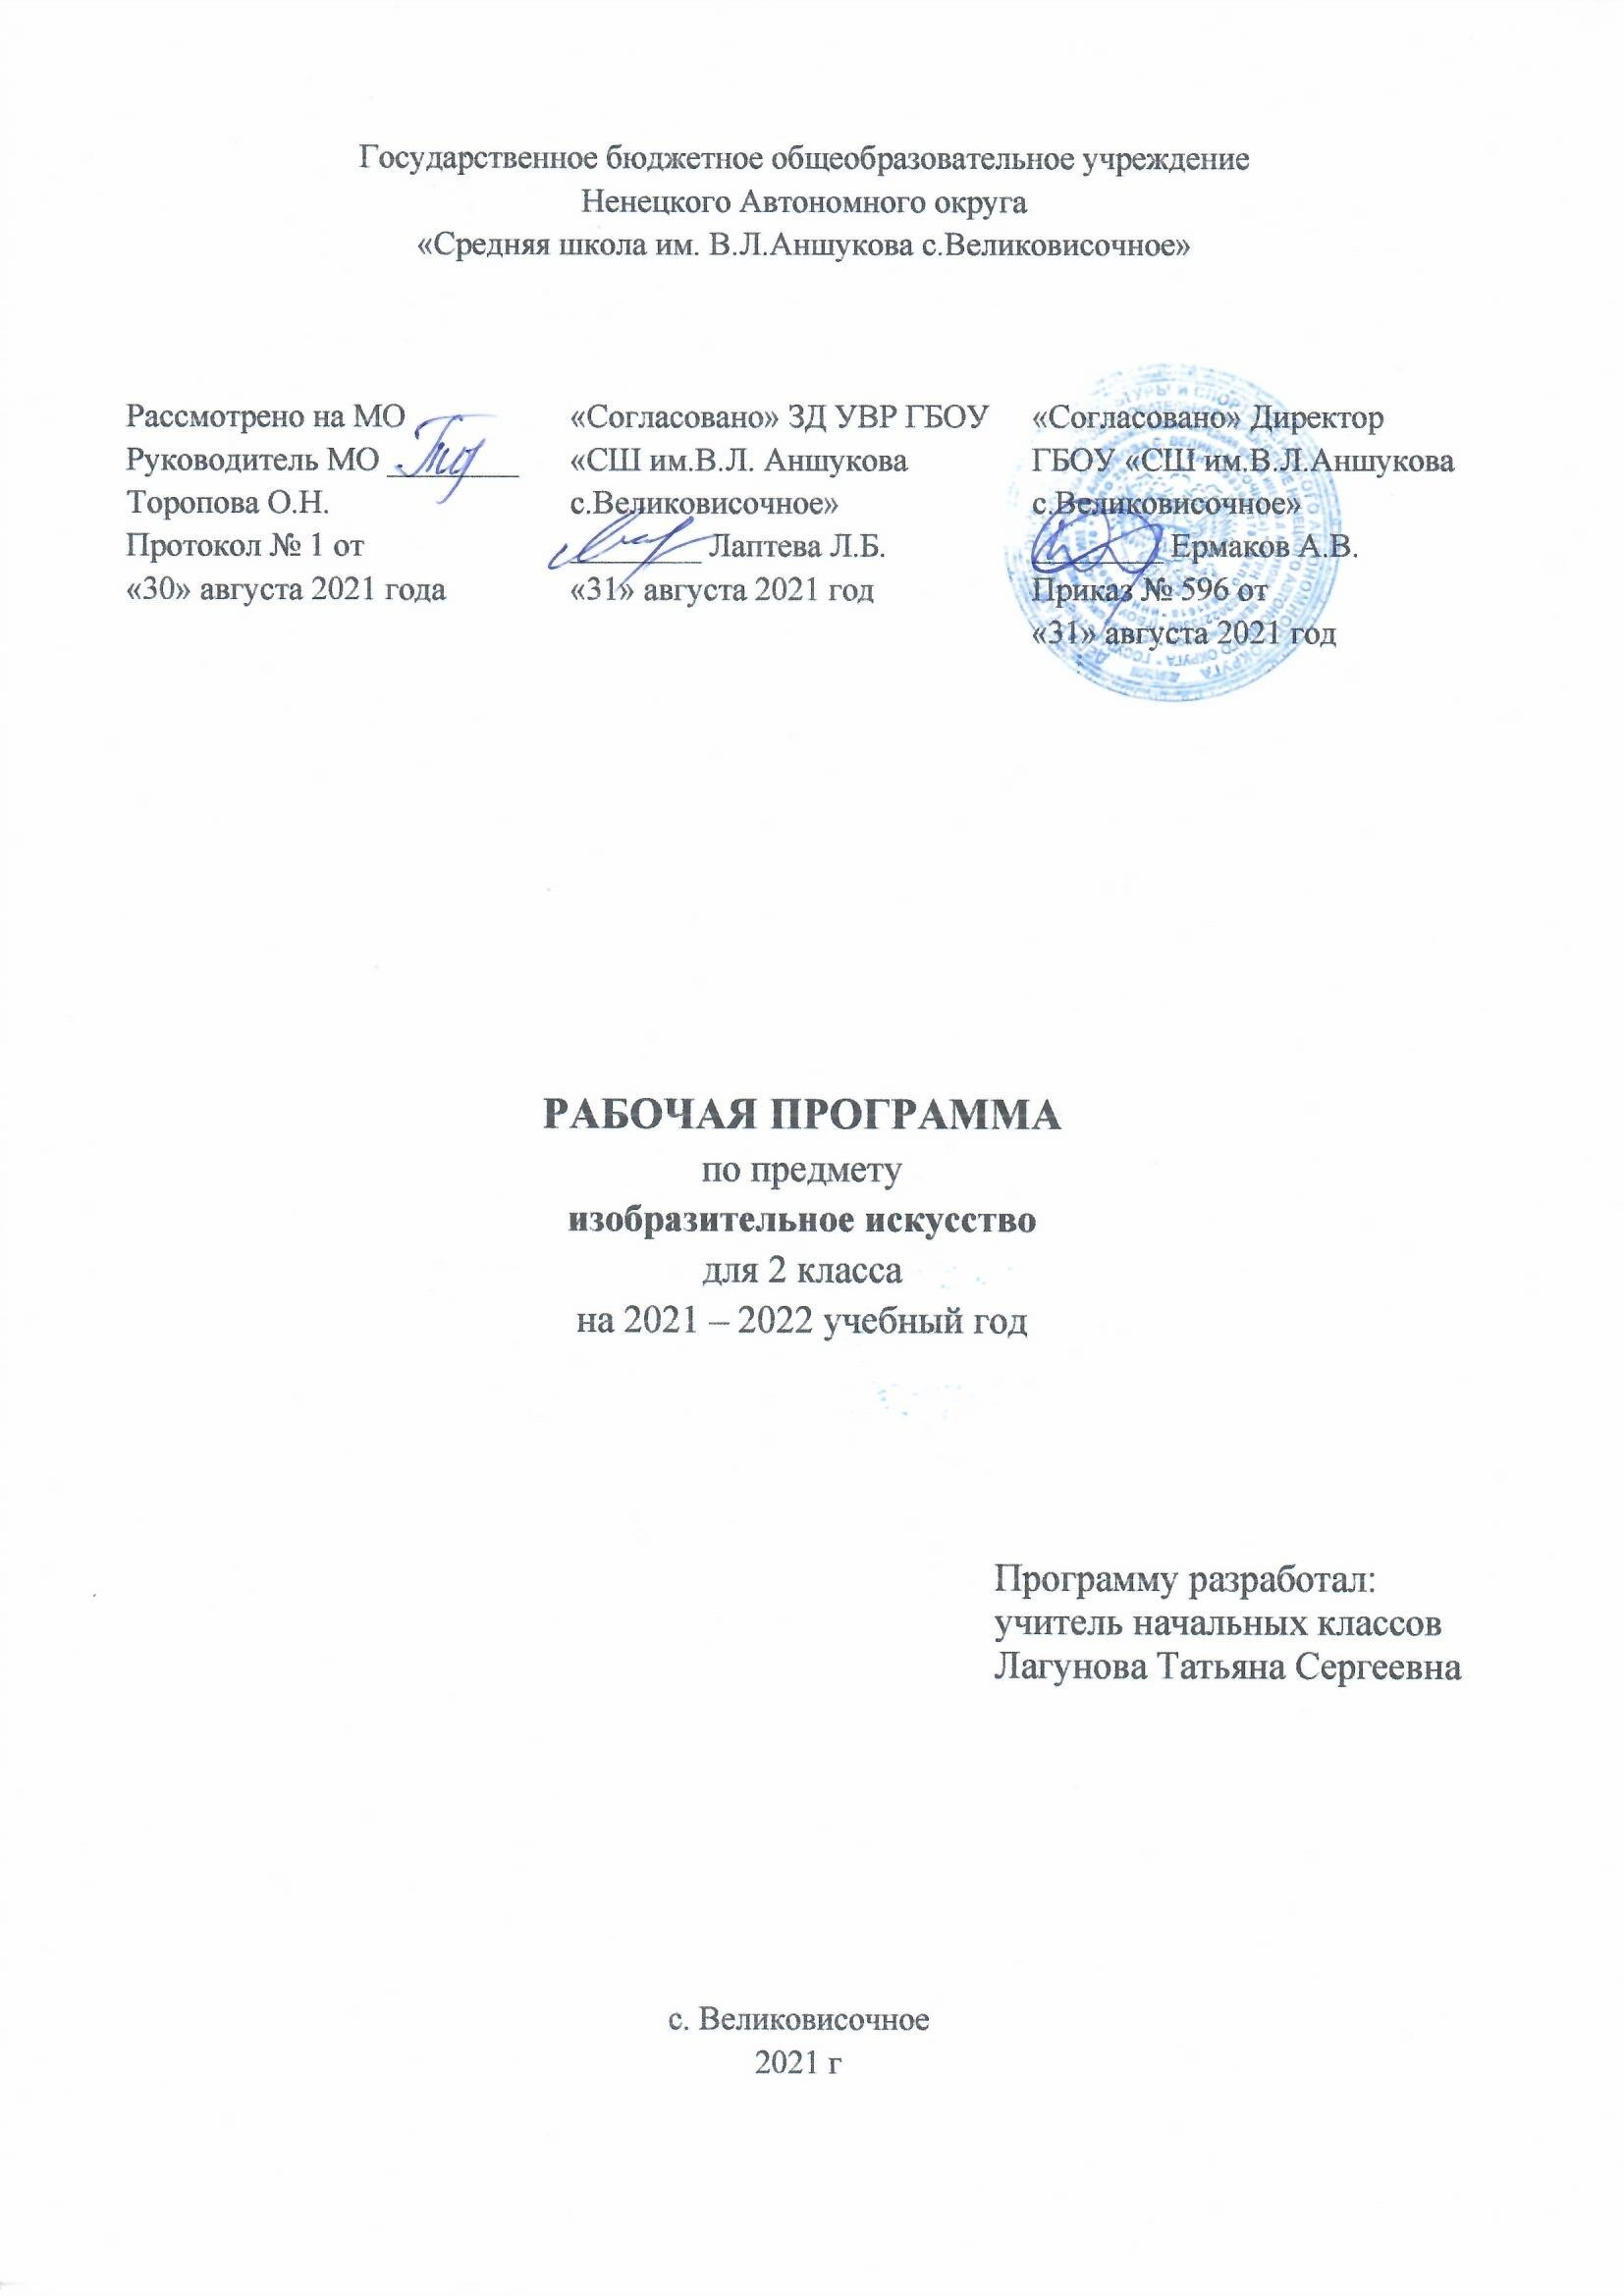 Государственное бюджетное общеобразовательное учреждение
Ненецкого Автономного округа
«Средняя школа им. В.Л.Аншукова с.Великовисочное»
Рассмотрено на МО
Руководитель МО ________
Торопова О.Н.
Протокол № 1 от
«30» августа 2021 года
«Согласовано» ЗД УВР ГБОУ
«СШ им.В.Л. Аншукова
с.Великовисочное»
________ Лаптева Л.Б.
«31» августа 2021 год
«Согласовано» Директор
ГБОУ «СШ им.В.Л.Аншукова
с.Великовисочное»
________ Ермаков А.В.
Приказ № 596 от
«31» августа 2021 год
РАБОЧАЯ ПРОГРАММА
по предмету
изобразительное искусство
для 2 класса
на 2021 – 2022 учебный год
Программу разработал:
учитель начальных классов
Лагунова Татьяна Сергеевна
с. Великовисочное
2021 г